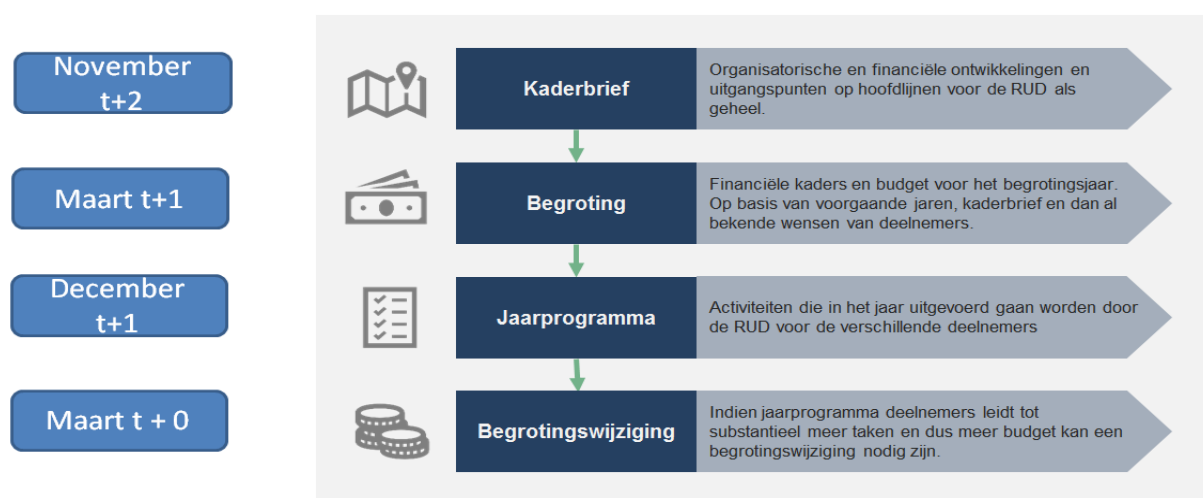 November
t+2
Kaderbrief
Organisatorische en financiële ontwikkelingen en
uitgangspunten op hoofdlijnen voor de RUD als
geheel.
Maart t+1
Begroting
Financiële kaders en budget voor het begrotingsjaar.
Op basis van voorgaande jaren, kaderbrief en dan al
bekende wensen van deelnemers.
December
t+1
Jaarprogramma
Activiteiten die in het jaar uitgevoerd gaan worden door
de RUD voor de verschillende deelnemers
Maart t + 0
Begrotingswijziging
Indien jaarprogramma deelnemers leidt tot
substantieel meer taken en dus meer budget kan een
begrotingswijziging nodig zijn.